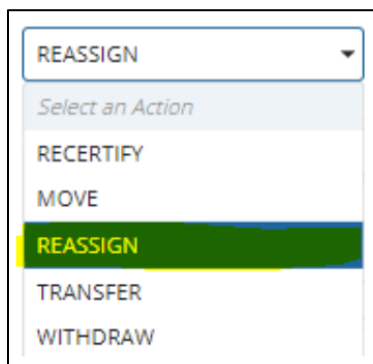 REASSIGN
Select an Action
RECERTIFY
MOVE
REASSIGN
TRANSFER
WITHDRAW